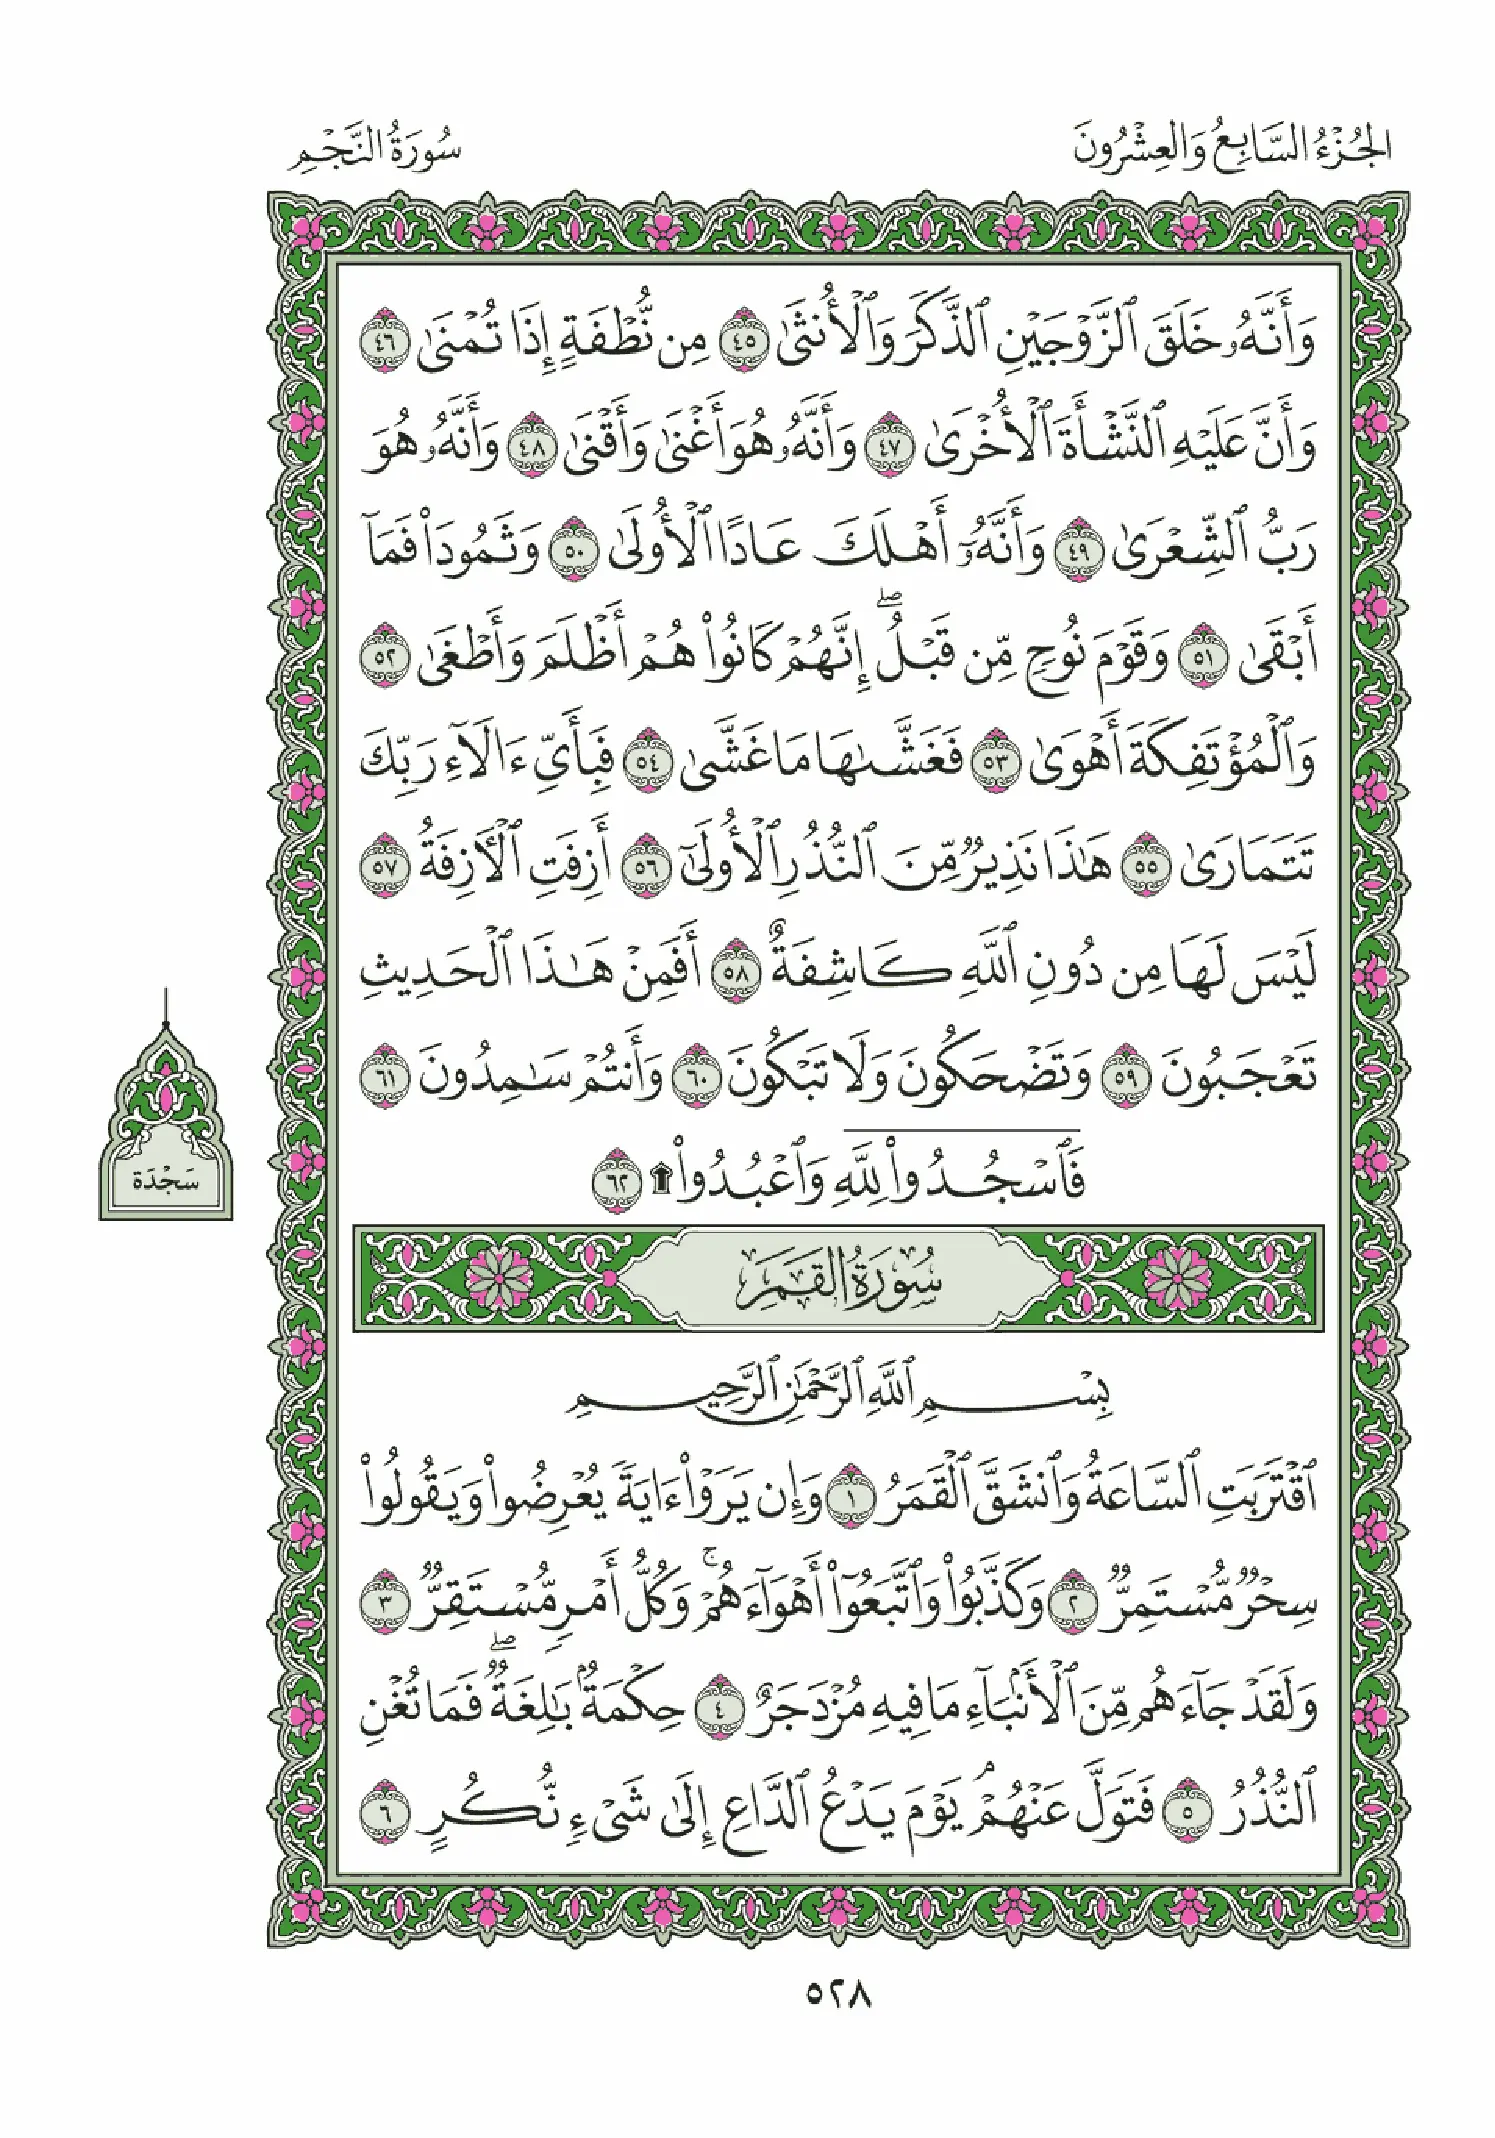 الجُزْءُ السَّابِعُ وَالعِشْرُونَ
سُورَةُ النَّجْمِ
وَأَنَّهُۥ خَلَقَ ٱلزَّوْجَيْنِ ٱلذَّكَرَ وَٱلْأُنثَىٰ ٤٥ مِن نُّطْفَةٍ إِذَا تُمْنَىٰ ٤٦
وَأَنَّ عَلَيْهِ ٱلنَّشْأَةَ ٱلْأُخْرَىٰ ٤٧ وَأَنَّهُۥ هُوَ أَغْنَىٰ وَأَقْنَىٰ ٤٨ وَأَنَّهُۥ هُوَ
رَبُّ ٱلشِّعْرَىٰ ٤٩ وَأَنَّهُۥٓ أَهْلَكَ عَادًا ٱلْأُولَىٰ ٥٠ وَثَمُودَا۟ فَمَآ
أَبْقَىٰ ٥١ وَقَوْمَ نُوحٍ مِّن قَبْلُ ۖ إِنَّهُمْ كَانُوا۟ هُمْ أَظْلَمَ وَأَطْغَىٰ ٥٢
وَٱلْمُؤْتَفِكَةَ أَهْوَىٰ ٥٣ فَغَشَّىٰهَا مَا غَشَّىٰ ٥٤ فَبِأَىِّ ءَالَآءِ رَبِّكَ
تَتَمَارَىٰ ٥٥ هَٰذَا نَذِيرٌ مِّنَ ٱلنُّذُرِ ٱلْأُولَىٰٓ ٥٦ أَزِفَتِ ٱلْءَازِفَةُ ٥٧
لَيْسَ لَهَا مِن دُونِ ٱللَّهِ كَاشِفَةٌ ٥٨ أَفَمِنْ هَٰذَا ٱلْحَدِيثِ
تَعْجَبُونَ ٥٩ وَتَضْحَكُونَ وَلَا تَبْكُونَ ٦٠ وَأَنتُمْ سَٰمِدُونَ ٦١
فَٱسْجُدُوا۟ لِلَّهِ وَٱعْبُدُوا۟ ۩ ٦٢
سَجْدَة
سُورَةُ القَمَرِ
بِسْمِ ٱللَّهِ ٱلرَّحْمَٰنِ ٱلرَّحِيمِ
ٱقْتَرَبَتِ ٱلسَّاعَةُ وَٱنشَقَّ ٱلْقَمَرُ ١ وَإِن يَرَوْا۟ ءَايَةً يُعْرِضُوا۟ وَيَقُولُوا۟
سِحْرٌ مُّسْتَمِرٌّ ٢ وَكَذَّبُوا۟ وَٱتَّبَعُوٓا۟ أَهْوَآءَهُمْ ۚ وَكُلُّ أَمْرٍ مُّسْتَقِرٌّ ٣
وَلَقَدْ جَآءَهُم مِّنَ ٱلْأَنۢبَآءِ مَا فِيهِ مُزْدَجَرٌ ٤ حِكْمَةٌۢ بَٰلِغَةٌ ۖ فَمَا تُغْنِ
ٱلنُّذُرُ ٥ فَتَوَلَّ عَنْهُمْ ۘ يَوْمَ يَدْعُ ٱلدَّاعِ إِلَىٰ شَىْءٍ نُّكُرٍ ٦
٥٢٨